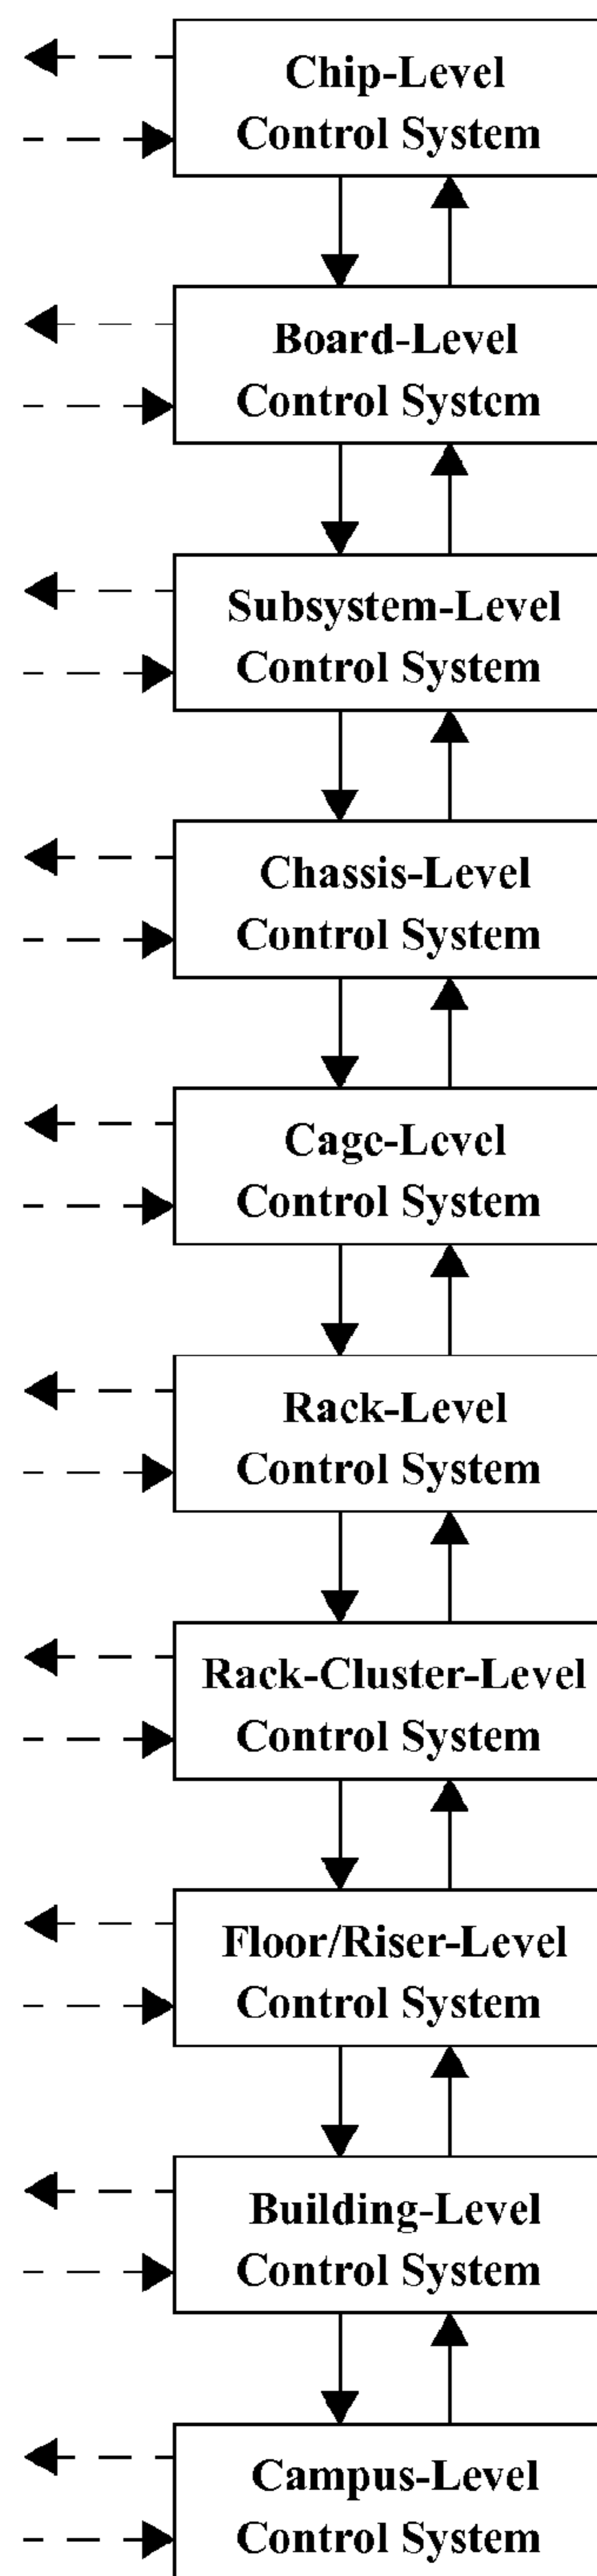 Chip-Level
Control System
Board-Level
Control System
Subsystem-Level
Control System
Chassis-Level
Control System
Cage-Level
Control System
Rack-Level
Control System
Rack-Cluster-Level
Control System
Floor/Riser-Level
Control System
Building-Level
Control System
Campus-Level
Control System